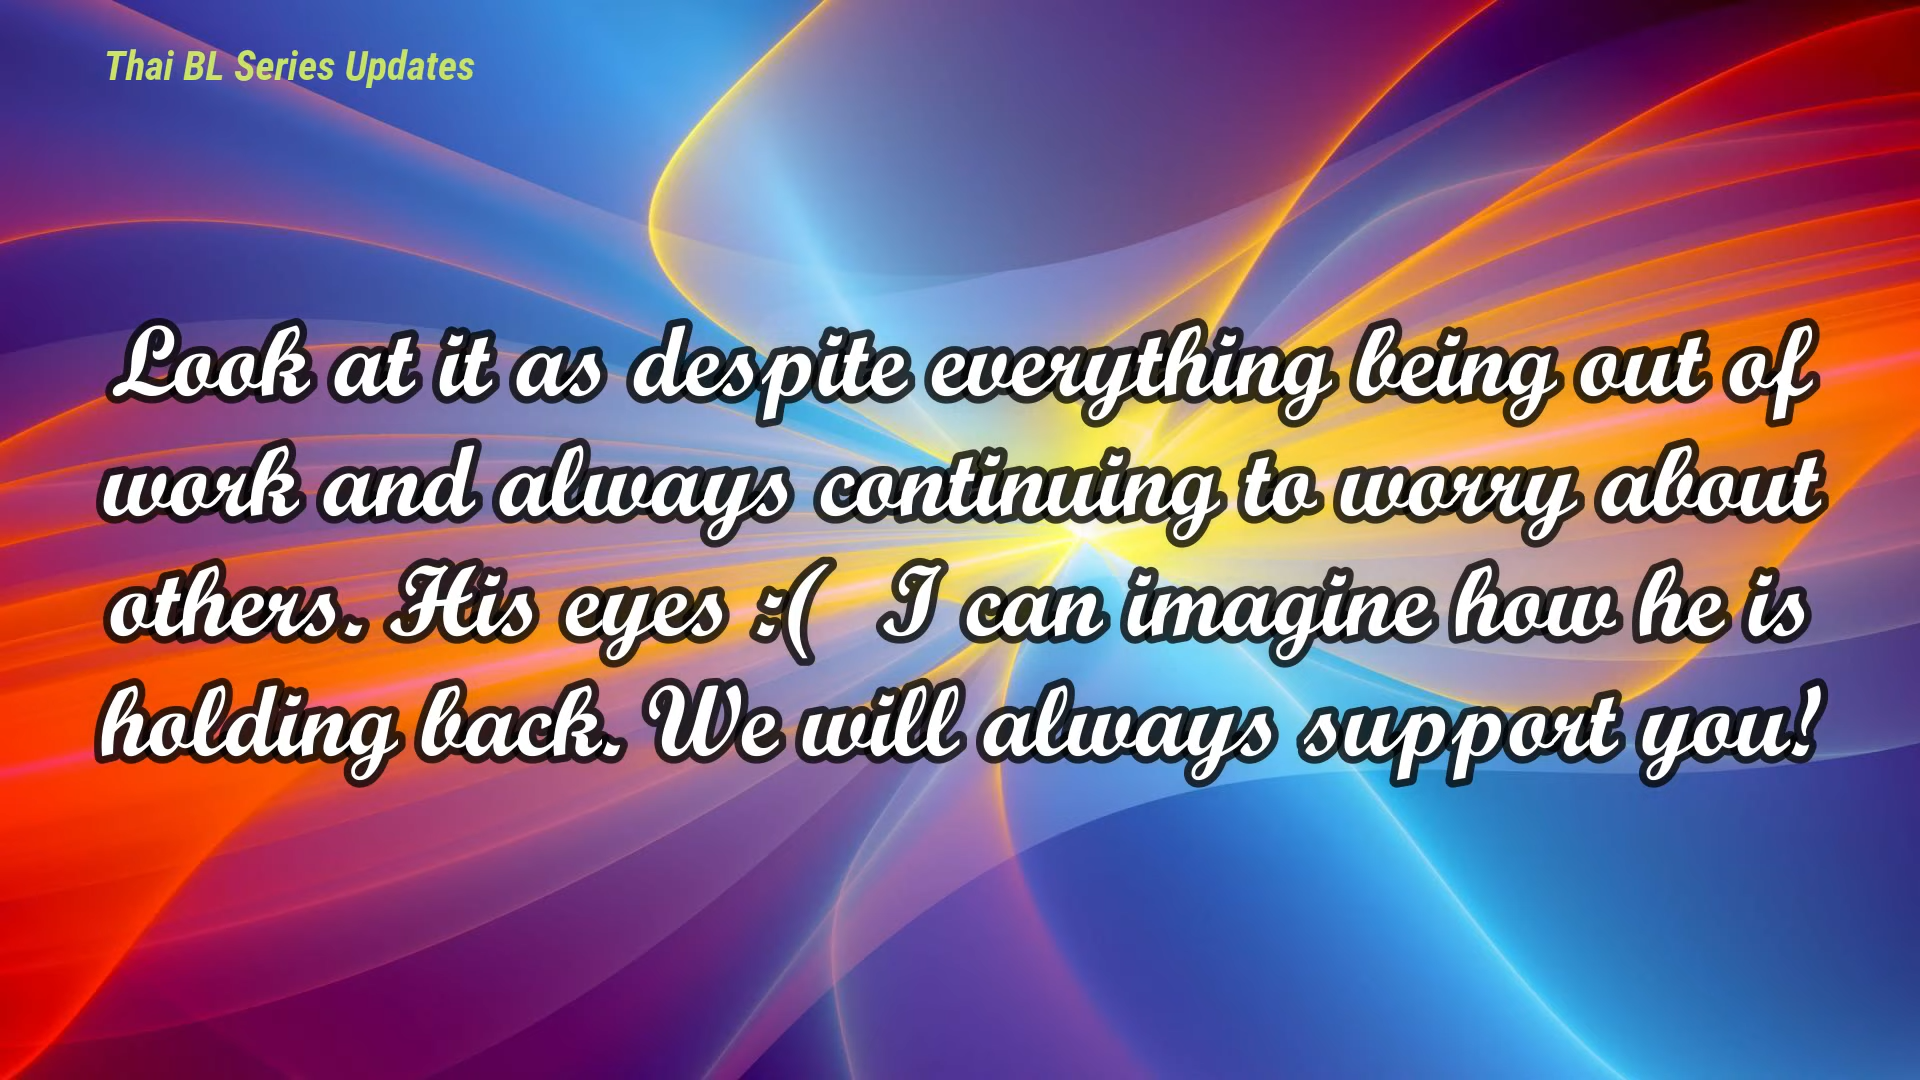 Thai BL Series Updates
Look at it as despite everything being out of
work and always continuing to worry about
others. His eyes :( I can imagine how he is
holding back. We will always support you!